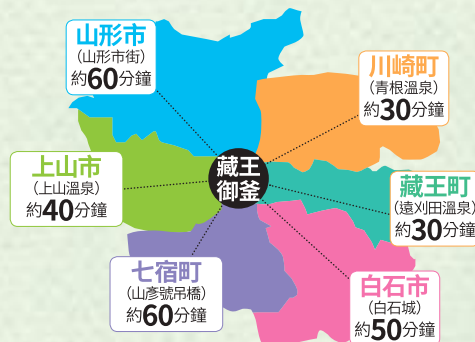 山形市
（山形市街）
約60分鐘
川崎町
（青根溫泉）
約30分鐘
上山市
（上山溫泉）
約40分鐘
藏王
御釜
藏王町
（遠刈田溫泉）
約30分鐘
七宿町
（山彥號吊橋）
約60分鐘
白石市
（白石城）
約50分鐘